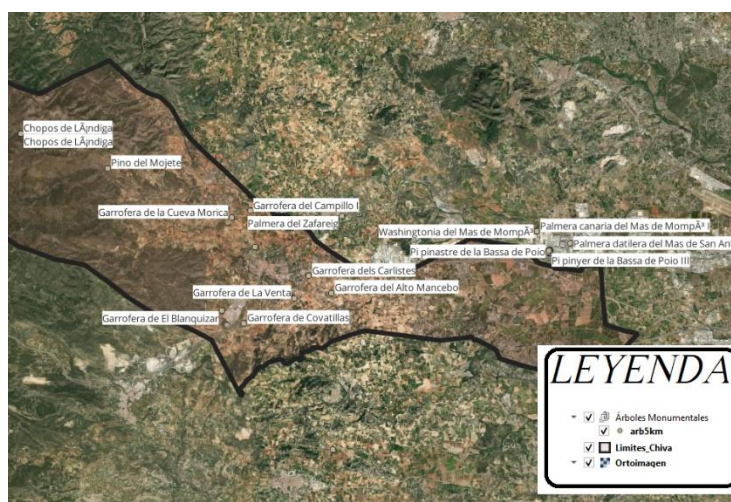 Chopos de LÃ¡ndiga
Chopos de LÃ¡ndiga
Pino del Mojete
Garrofera del Campillo I
Garrofera de la Cueva Morica
Palmera del Zafareig
Washingtonia del Mas de MompÃ³
Palmera canaria del Mas de MompÃ³ I
Palmera datilera del Mas de San Ant
Pi pinastre de la Bassa de Poio
Pi pinyer de la Bassa de Poio III
Garrofera dels Carlistes
Garrofera de La Venta
Garrofera del Alto Mancebo
Garrofera de El Blanquizar
Garrofera de Covatillas
LEYENDA
Árboles Monumentales
arb5km
Limites_Chiva
Ortoimagen